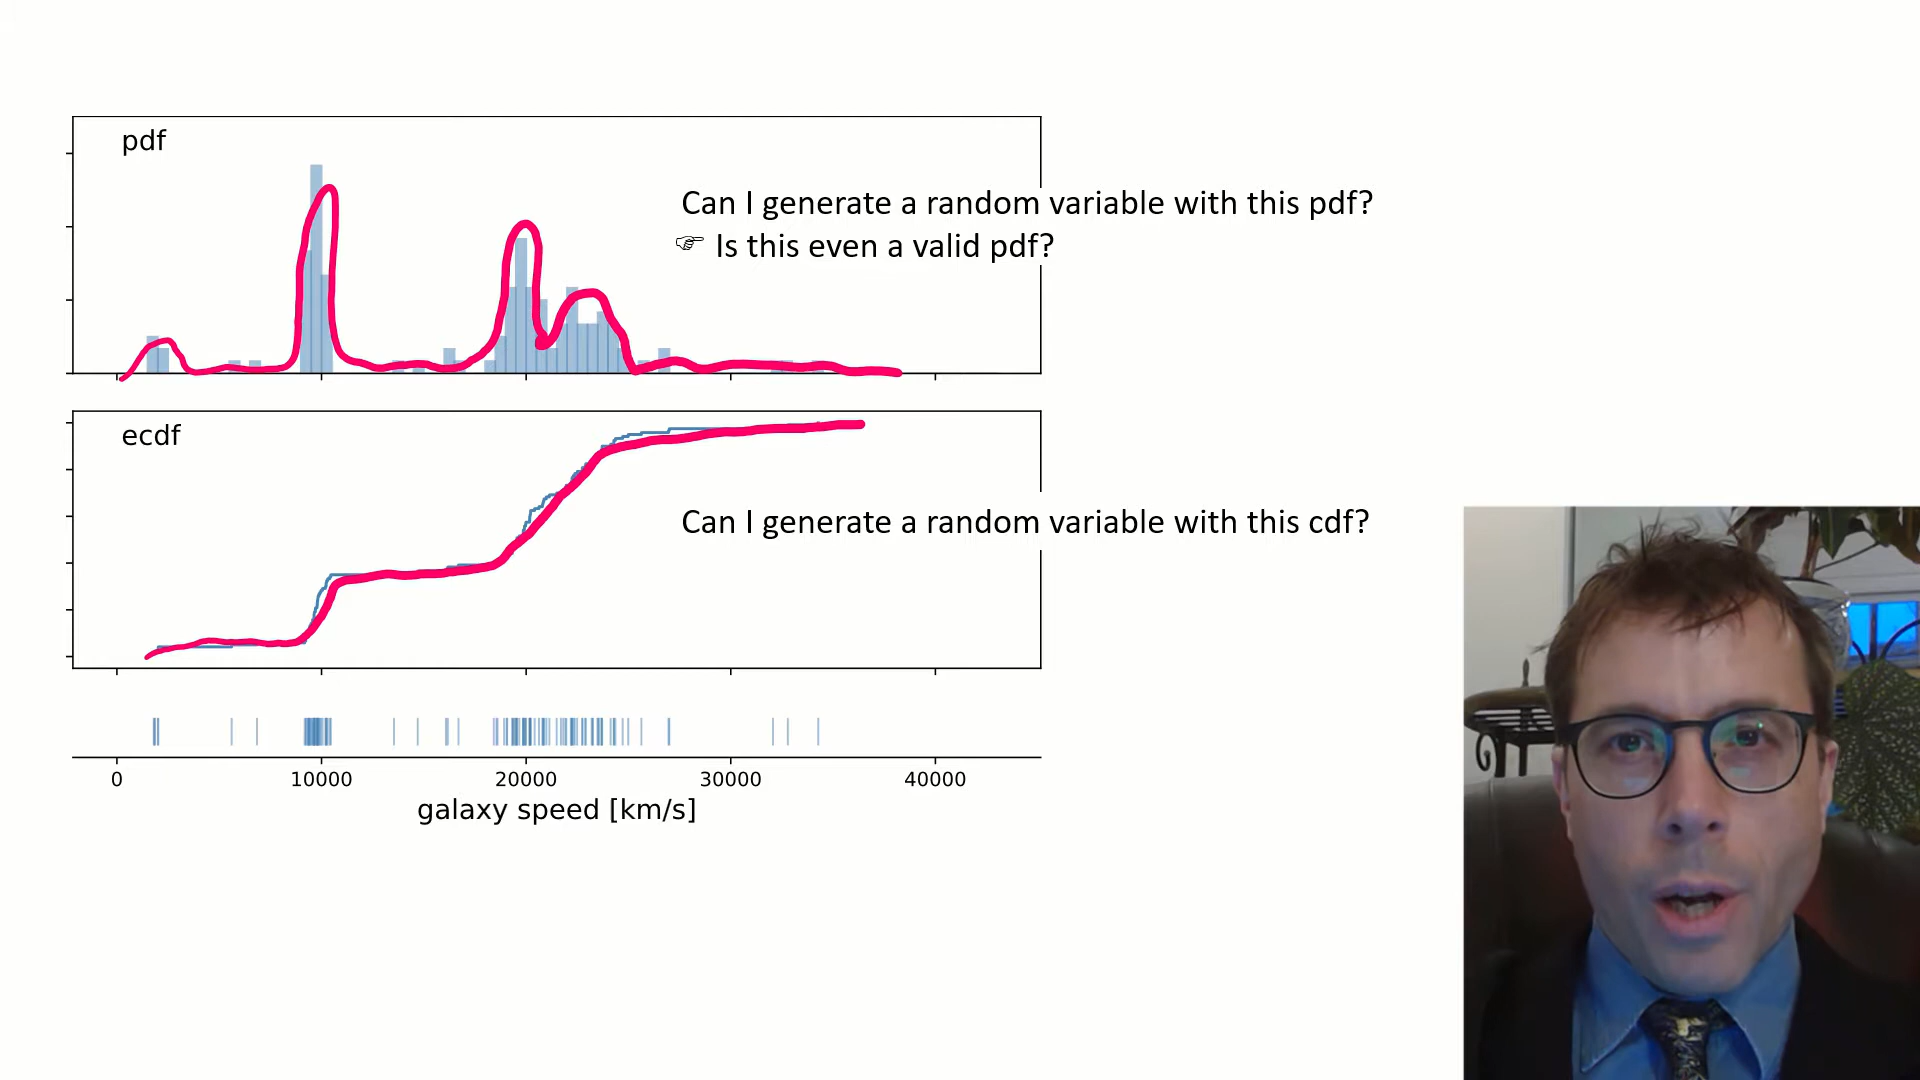 pdf
Can I generate a random variable with this pdf?
☞ Is this even a valid pdf?
ecdf
Can I generate a random variable with this cdf?
0 10000 20000 30000 40000
galaxy speed [km/s]